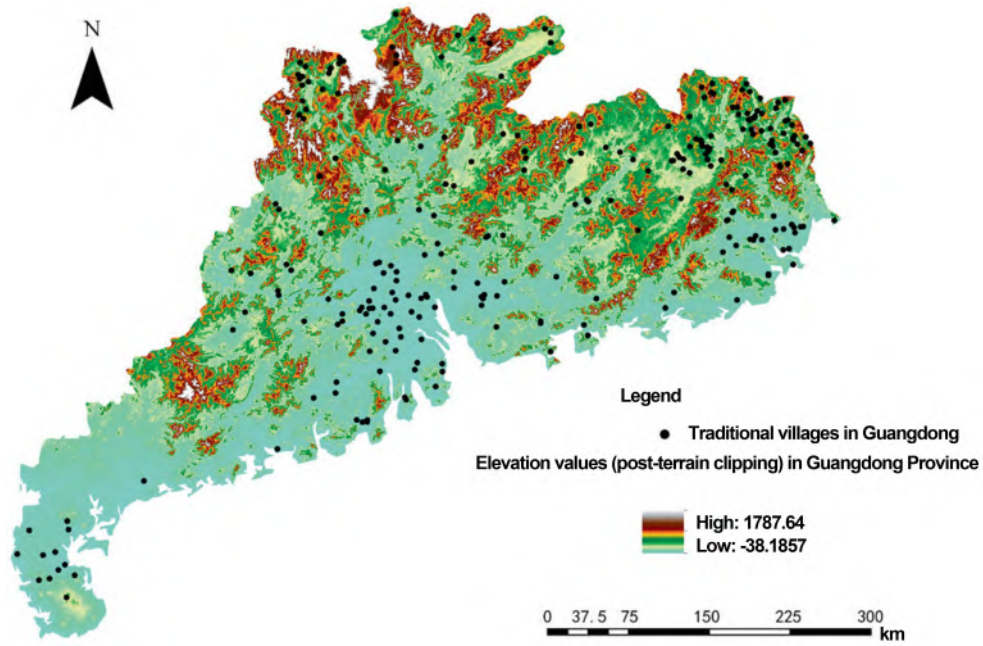 N
Legend
Traditional villages in Guangdong
Elevation values (post-terrain clipping) in Guangdong Province
High: 1787.64
Low: -38.1857
0 37. 5 75 150 225 300
km